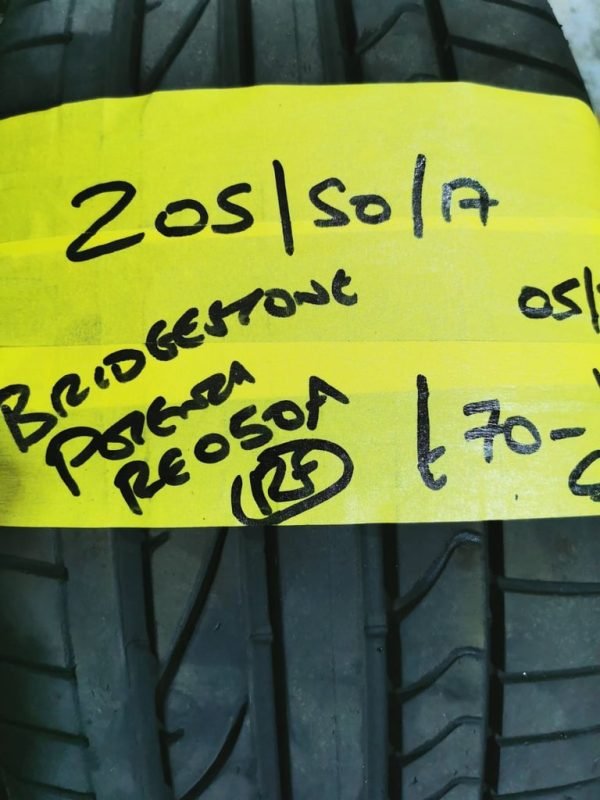 205/50/17
BRIDGESTONE
POTENZA
RE050A
RF
05/
£70-